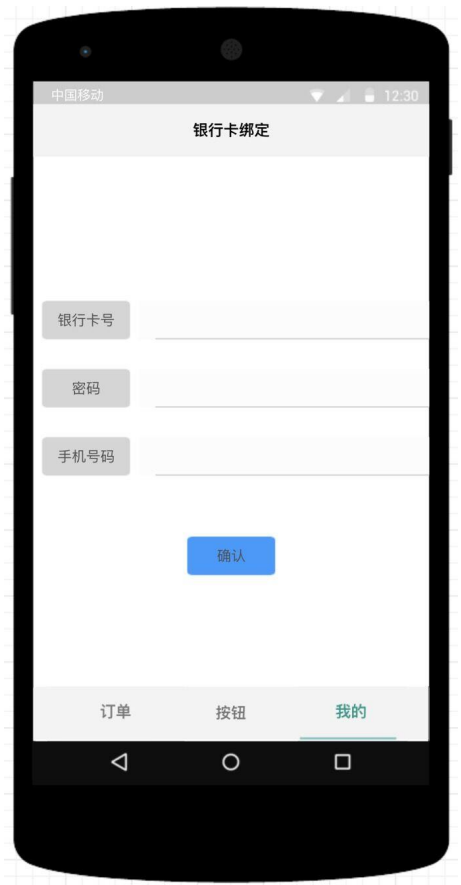 中国移动 12:30
银行卡绑定
银行卡号
密码
手机号码
确认
订单 按钮 我的